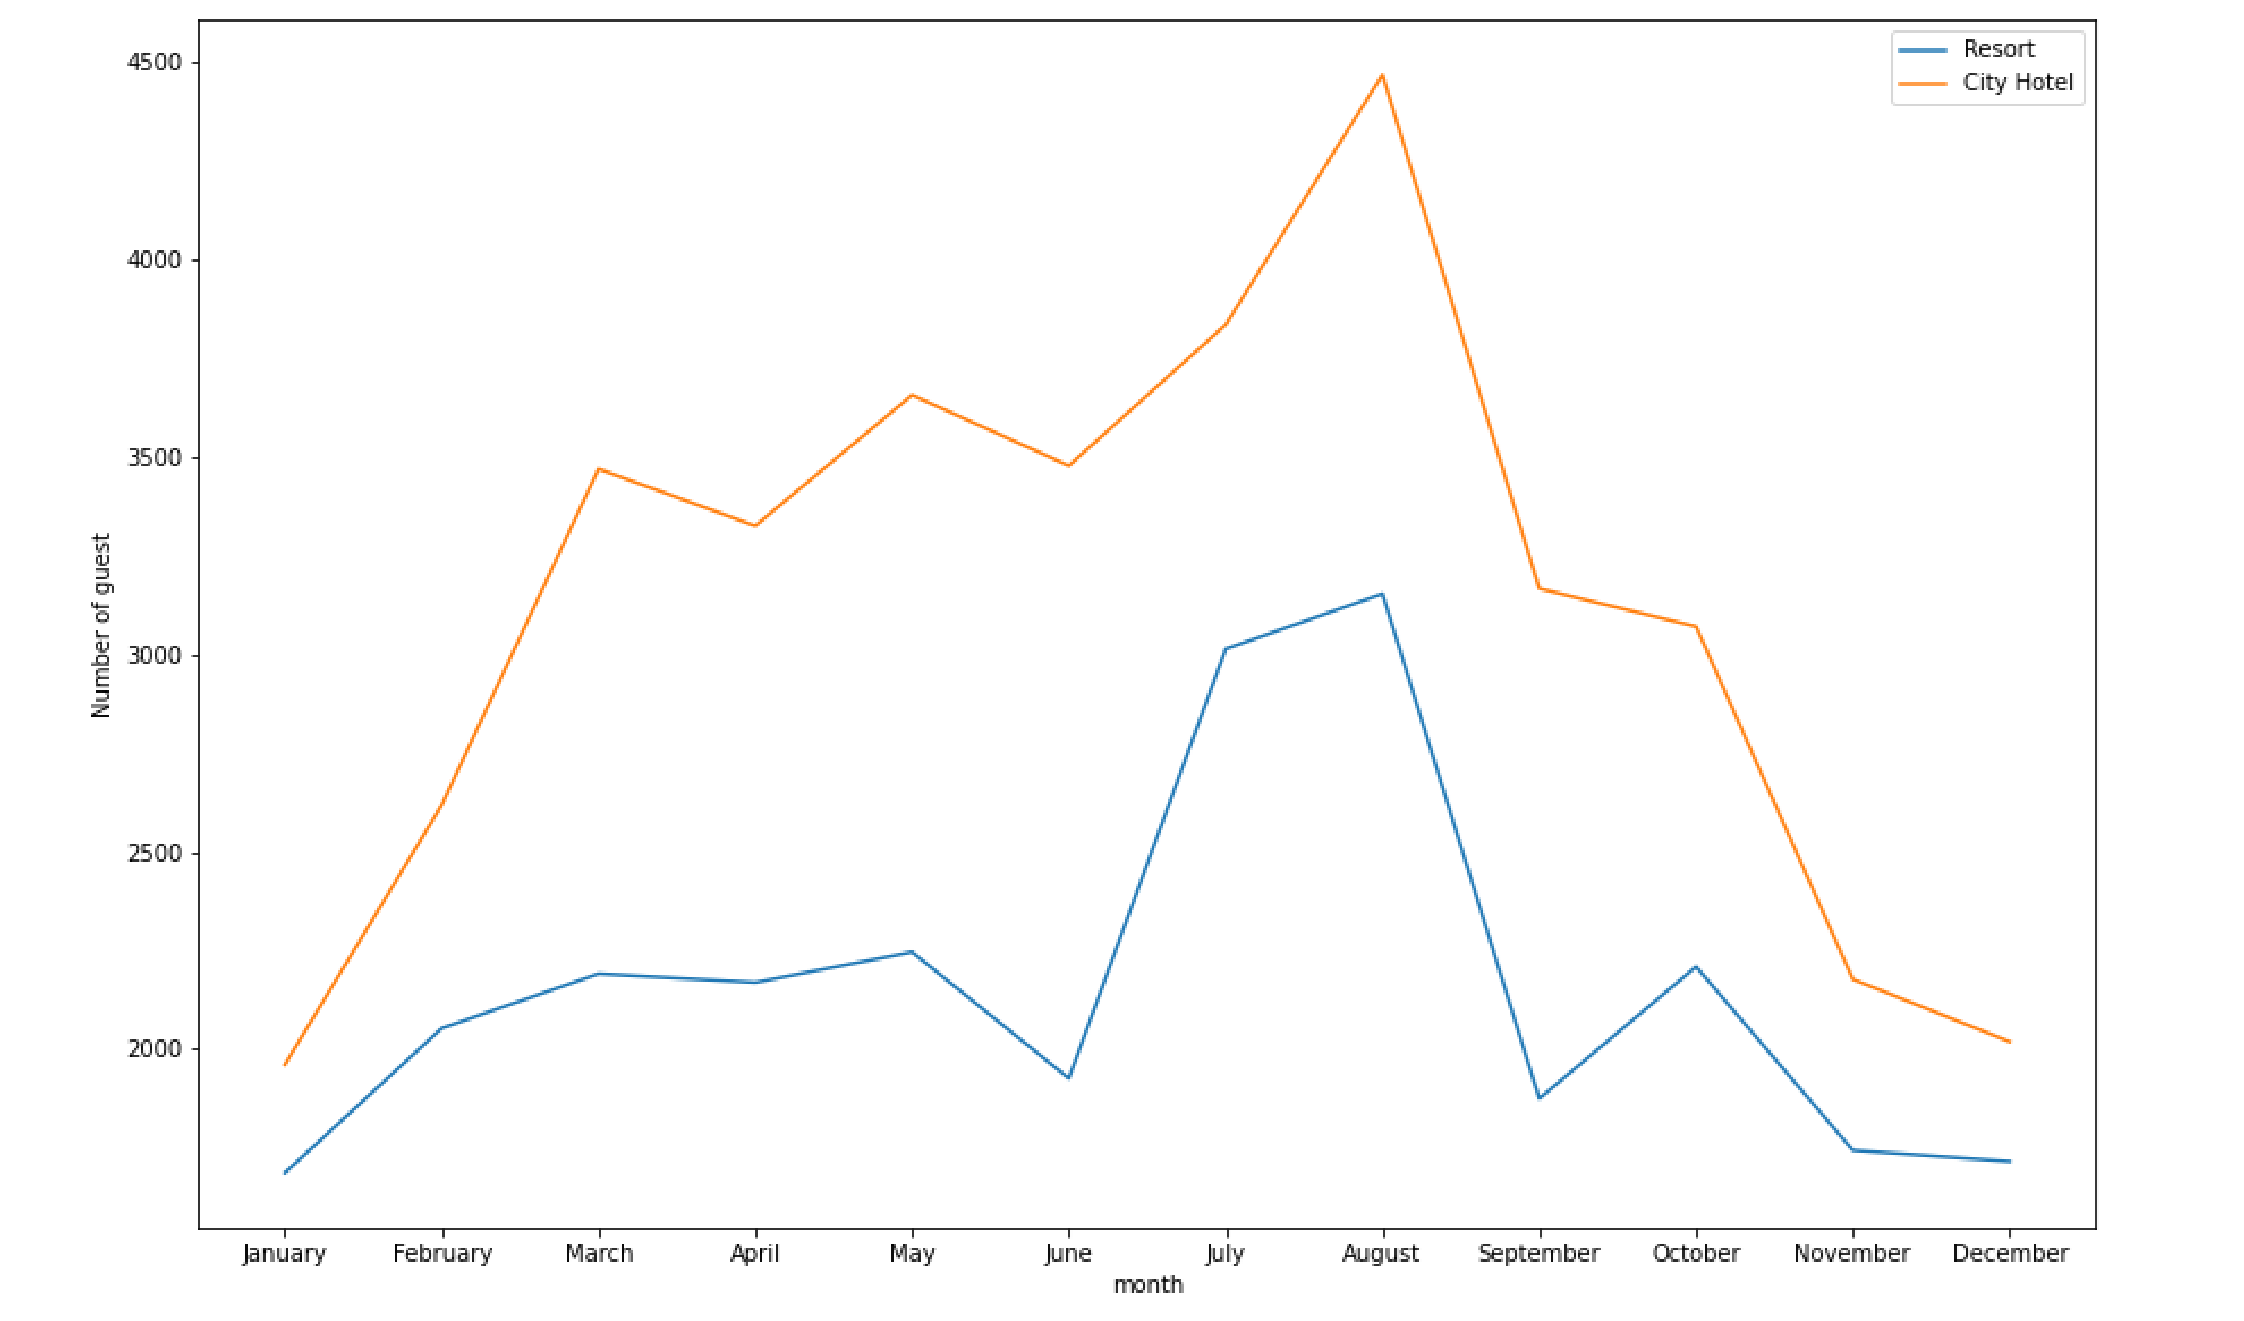 Resort
City Hotel
4500
4000
3500
3000
2500
2000
Number of guest
January February March April May June July August September October November December
month